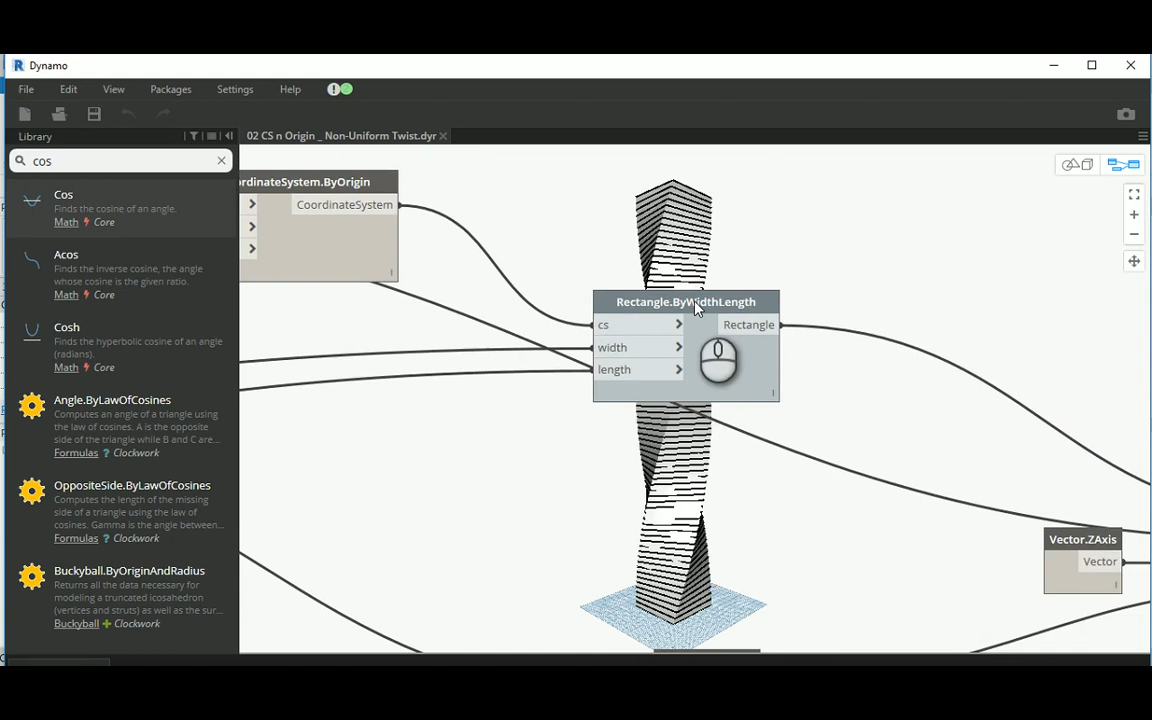 Dynamo
File Edit View Packages Settings Help
Library
02 CS n Origin _ Non-Uniform Twist.dyn
cos
Cos
Finds the cosine of an angle.
Math Core
Acos
Finds the inverse cosine, the angle
whose cosine is the given ratio.
Math Core
Cosh
Finds the hyperbolic cosine of an angle
(radians).
Math Core
Angle.ByLawOfCosines
Computes an angle of a triangle using
the law of cosines. A is the opposite
side of the triangle while B and C are...
Formulas ? Clockwork
OppositeSide.ByLawOfCosines
Computes the length of the missing
side of a triangle using the law of
cosines. Gamma is the angle between...
Formulas ? Clockwork
Buckyball.ByOriginAndRadius
Returns all the data necessary for
modeling a truncated icosahedron
(vertices and struts) as well as the sur...
Buckyball + Clockwork
ordinateSystem.ByOrigin
> CoordinateSystem
>
>
Rectangle.ByWidthLength
cs > Rectangle
width >
length >
Vector.ZAxis
Vector